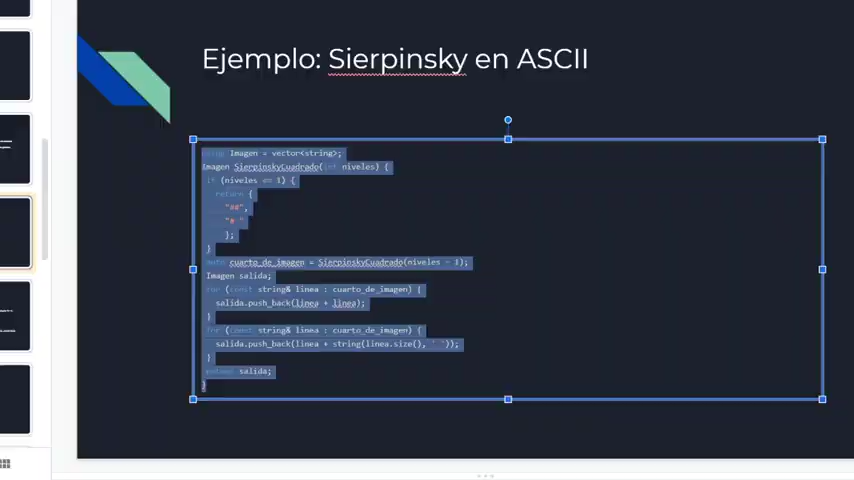 Ejemplo: Sierpinsky en ASCII
using Imagen = vector<string>;
Imagen SierpinskyCuadrado(int niveles) {
if (niveles <= 1) {
return {
"##",
"# "
};
}
auto cuarto_de_imagen = SierpinskyCuadrado(niveles - 1);
Imagen salida;
for (const string& linea : cuarto_de_imagen) {
salida.push_back(linea + linea);
}
for (const string& linea : cuarto_de_imagen) {
salida.push_back(linea + string(linea.size(), ' '));
}
return salida;
}